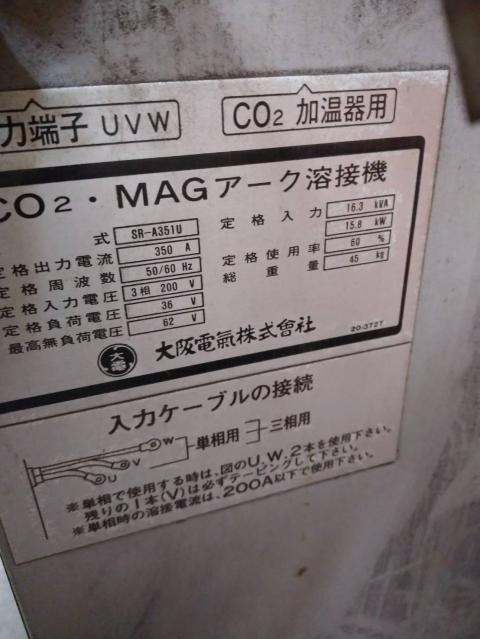 力端子 UVW
CO2 加温器用
CO2・MAGアーク溶接機
式 SR-A351U
定格出力電流 350 A
定格周波数 50/60 Hz
定格入力電圧 3相 200 V
定格負荷電圧 36 V
最高無負荷電圧 62 V
定格入力 16.3 kVA
15.8 kW
定格使用率 60 %
総重量 45 kg
大電 大阪電氣株式會社
20-3727
入力ケーブルの接続
W
U
V
単相用
三相用
※単相で使用する時は、図のU,W,2本を使用下さい。
残りの1本(V)は必ずテーピングして下さい。
※単相時の溶接電流は、200A以下で使用下さい。